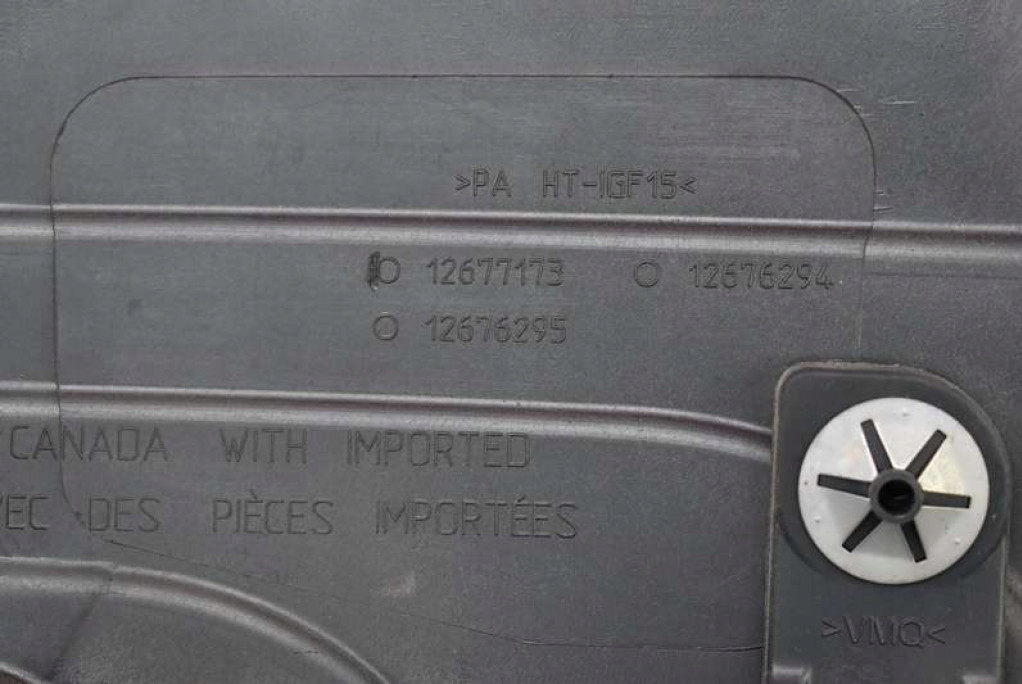 >PA HT-IGF15<
12677173 12676294
12676295
CANADA WITH IMPORTED
DES PIÈCES IMPORTÉES
>VMQ<